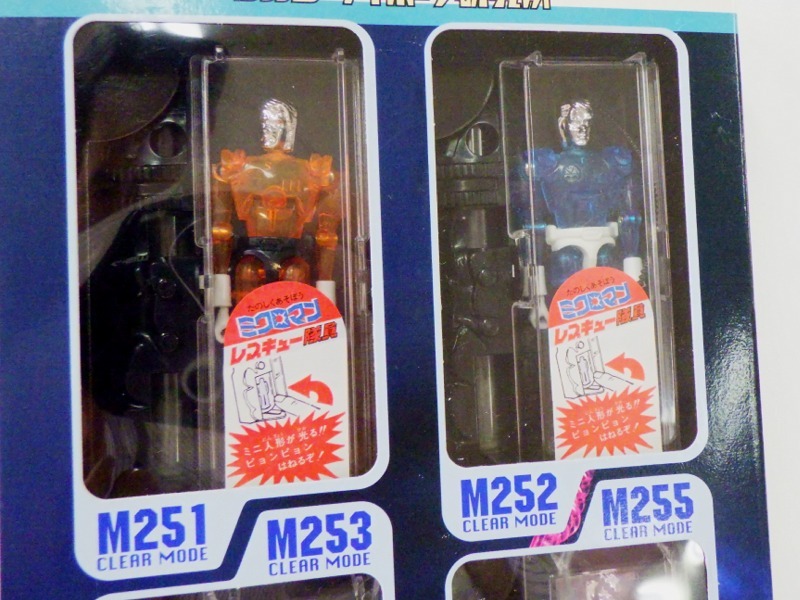 たのしくあそぼう
ミクロマン
レスキュー隊員
ミニ人形が光る!!
ピョンピョン
はねるぞ!
たのしくあそぼう
ミクロマン
レスキュー隊員
ミニ人形が光る!!
ピョンピョン
はねるぞ!
M251
CLEAR MODE
M253
CLEAR MODE
M252
CLEAR MODE
M255
CLEAR MODE